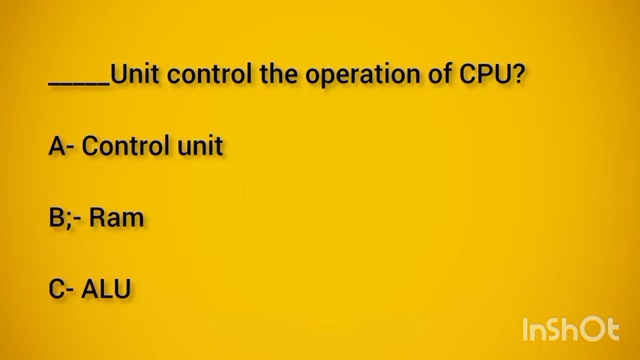 _____Unit control the operation of CPU?
A- Control unit
B;- Ram
C- ALU
InShOt